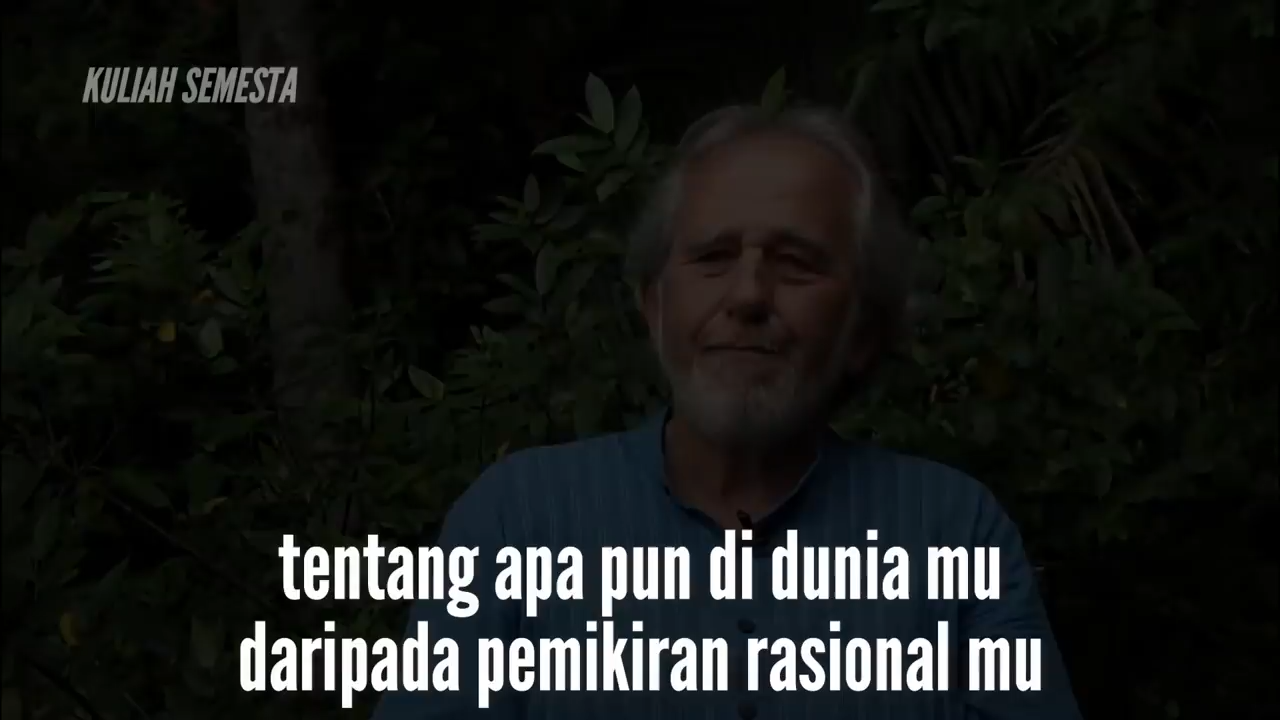 KULIAH SEMESTA
tentang apa pun di dunia mu
daripada pemikiran rasional mu